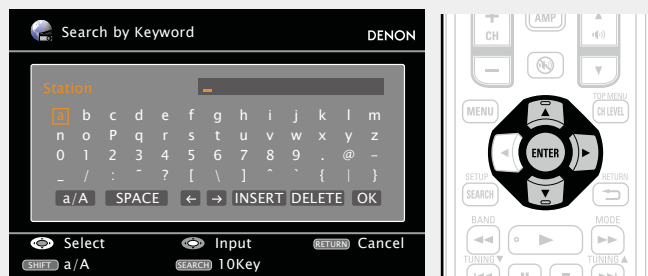 Search by Keyword
DENON
Station
_
a b c d e f g h i j k l m
n o P q r s t u v w x y z
0 1 2 3 4 5 6 7 8 9 . @ –
_ / : ~ ? [ \ ] ^ ` { | }
a/A SPACE ← → INSERT DELETE OK
Select Input RETURN Cancel
SHIFT a/A SEARCH 10Key
+ AMP
CH
–
TOP MENU
MENU CH LEVEL
ENTER
SETUP RETURN
SEARCH
BAND MODE
TUNING TUNING